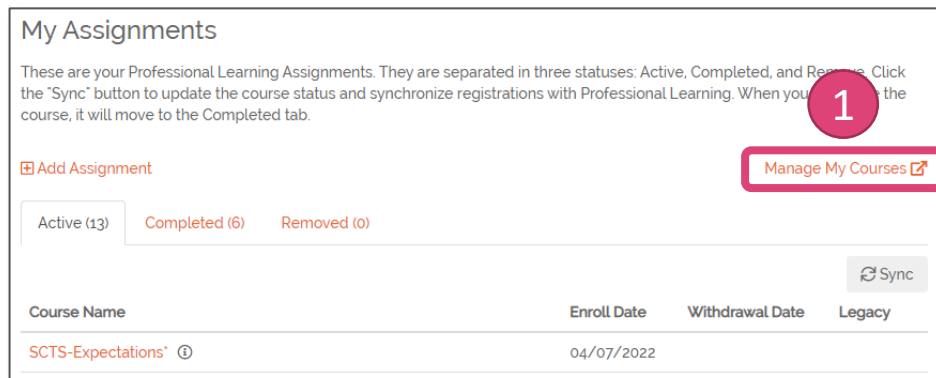 My Assignments
These are your Professional Learning Assignments. They are separated in three statuses: Active, Completed, and Click
the "Sync" button to update the course status and synchronize registrations with Professional Learning. When you the
course, it will move to the Completed tab.
1
Add Assignment
Manage My Courses
Active (13) Completed (6) Removed (0)
Sync
Course Name Enroll Date Withdrawal Date Legacy
SCTS-Expectations* 04/07/2022